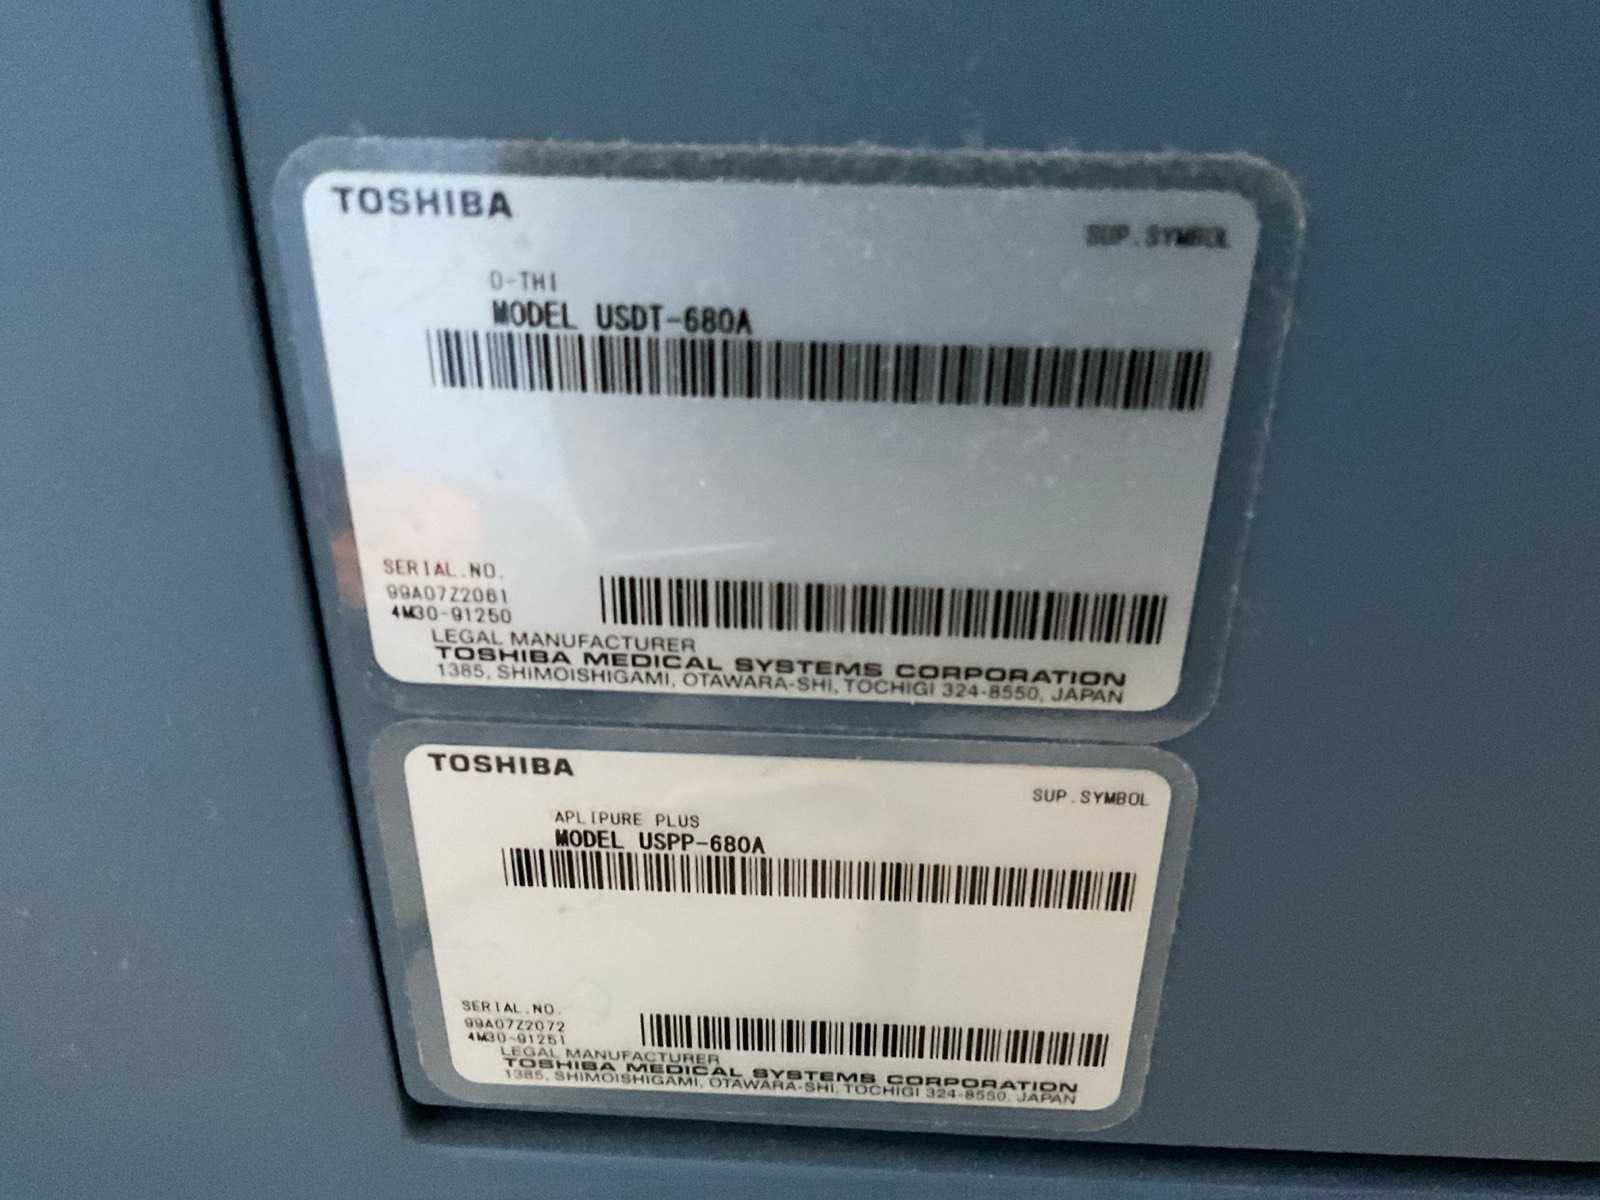 TOSHIBA
SUP.SYMBOL
D-THI
MODEL USDT-680A
SERIAL.NO.
99A07Z2061
4M30-91250
LEGAL MANUFACTURER
TOSHIBA MEDICAL SYSTEMS CORPORATION
1385, SHIMOISHIGAMI, OTAWARA-SHI, TOCHIGI 324-8550, JAPAN
TOSHIBA
SUP.SYMBOL
APLIPURE PLUS
MODEL USPP-680A
SERIAL.NO.
99A07Z2072
4M30-91251
LEGAL MANUFACTURER
TOSHIBA MEDICAL SYSTEMS CORPORATION
1385, SHIMOISHIGAMI, OTAWARA-SHI, TOCHIGI 324-8550, JAPAN